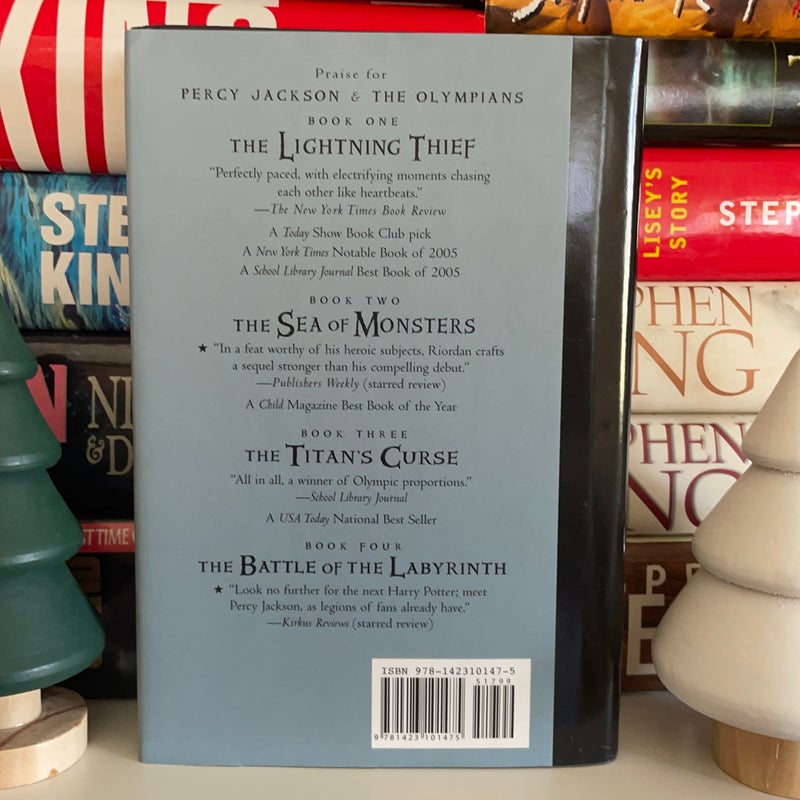 Praise for
PERCY JACKSON & THE OLYMPIANS
BOOK ONE
THE LIGHTNING THIEF
“Perfectly paced, with electrifying moments chasing
each other like heartbeats.”
—The New York Times Book Review
A Today Show Book Club pick
A New York Times Notable Book of 2005
A School Library Journal Best Book of 2005
BOOK TWO
THE SEA OF MONSTERS
★ “In a feat worthy of his heroic subjects, Riordan crafts
a sequel stronger than his compelling debut.”
—Publishers Weekly (starred review)
A Child Magazine Best Book of the Year
BOOK THREE
THE TITAN'S CURSE
“All in all, a winner of Olympic proportions.”
—School Library Journal
A USA Today National Best Seller
BOOK FOUR
THE BATTLE OF THE LABYRINTH
★ “Look no further for the next Harry Potter; meet
Percy Jackson, as legions of fans already have.”
—Kirkus Reviews (starred review)
ISBN 978-142310147-5
51799
9 781423 101475
KINS
STE
KIN
NI
& D
ST TIME
LISEY'S
STORY
STEP
PHEN
NG
PHEN
NG